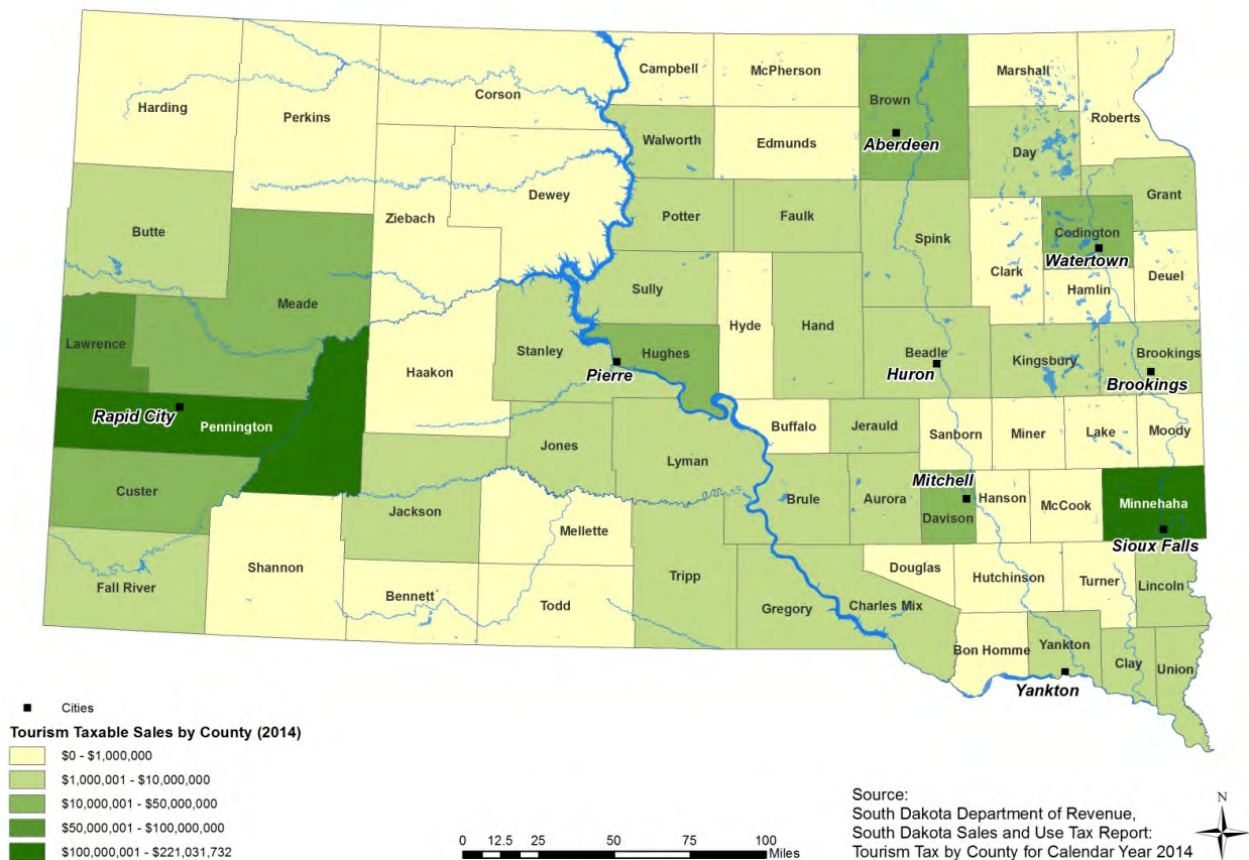 Campbell
McPherson
Marshall
Harding
Perkins
Corson
Brown
Roberts
Walworth
Edmunds
Aberdeen
Day
Dewey
Ziebach
Potter
Faulk
Spink
Grant
Butte
Codington
Watertown
Clark
Deuel
Hamlin
Meade
Sully
Hyde
Hand
Lawrence
Stanley
Hughes
Beadle
Kingsbury
Brookings
Haakon
Pierre
Huron
Brookings
Rapid City
Pennington
Buffalo
Jerauld
Sanborn
Miner
Lake
Moody
Jones
Lyman
Custer
Mitchell
Brule
Aurora
Davison
Hanson
McCook
Minnehaha
Jackson
Mellette
Sioux Falls
Shannon
Tripp
Douglas
Hutchinson
Turner
Lincoln
Fall River
Bennett
Todd
Gregory
Charles Mix
Bon Homme
Yankton
Clay
Union
Yankton
Cities
Tourism Taxable Sales by County (2014)
$0 - $1,000,000
$1,000,001 - $10,000,000
$10,000,001 - $50,000,000
$50,000,001 - $100,000,000
$100,000,001 - $221,031,732
0 12.5 25 50 75 100
Miles
Source:
South Dakota Department of Revenue,
South Dakota Sales and Use Tax Report:
Tourism Tax by County for Calendar Year 2014
N